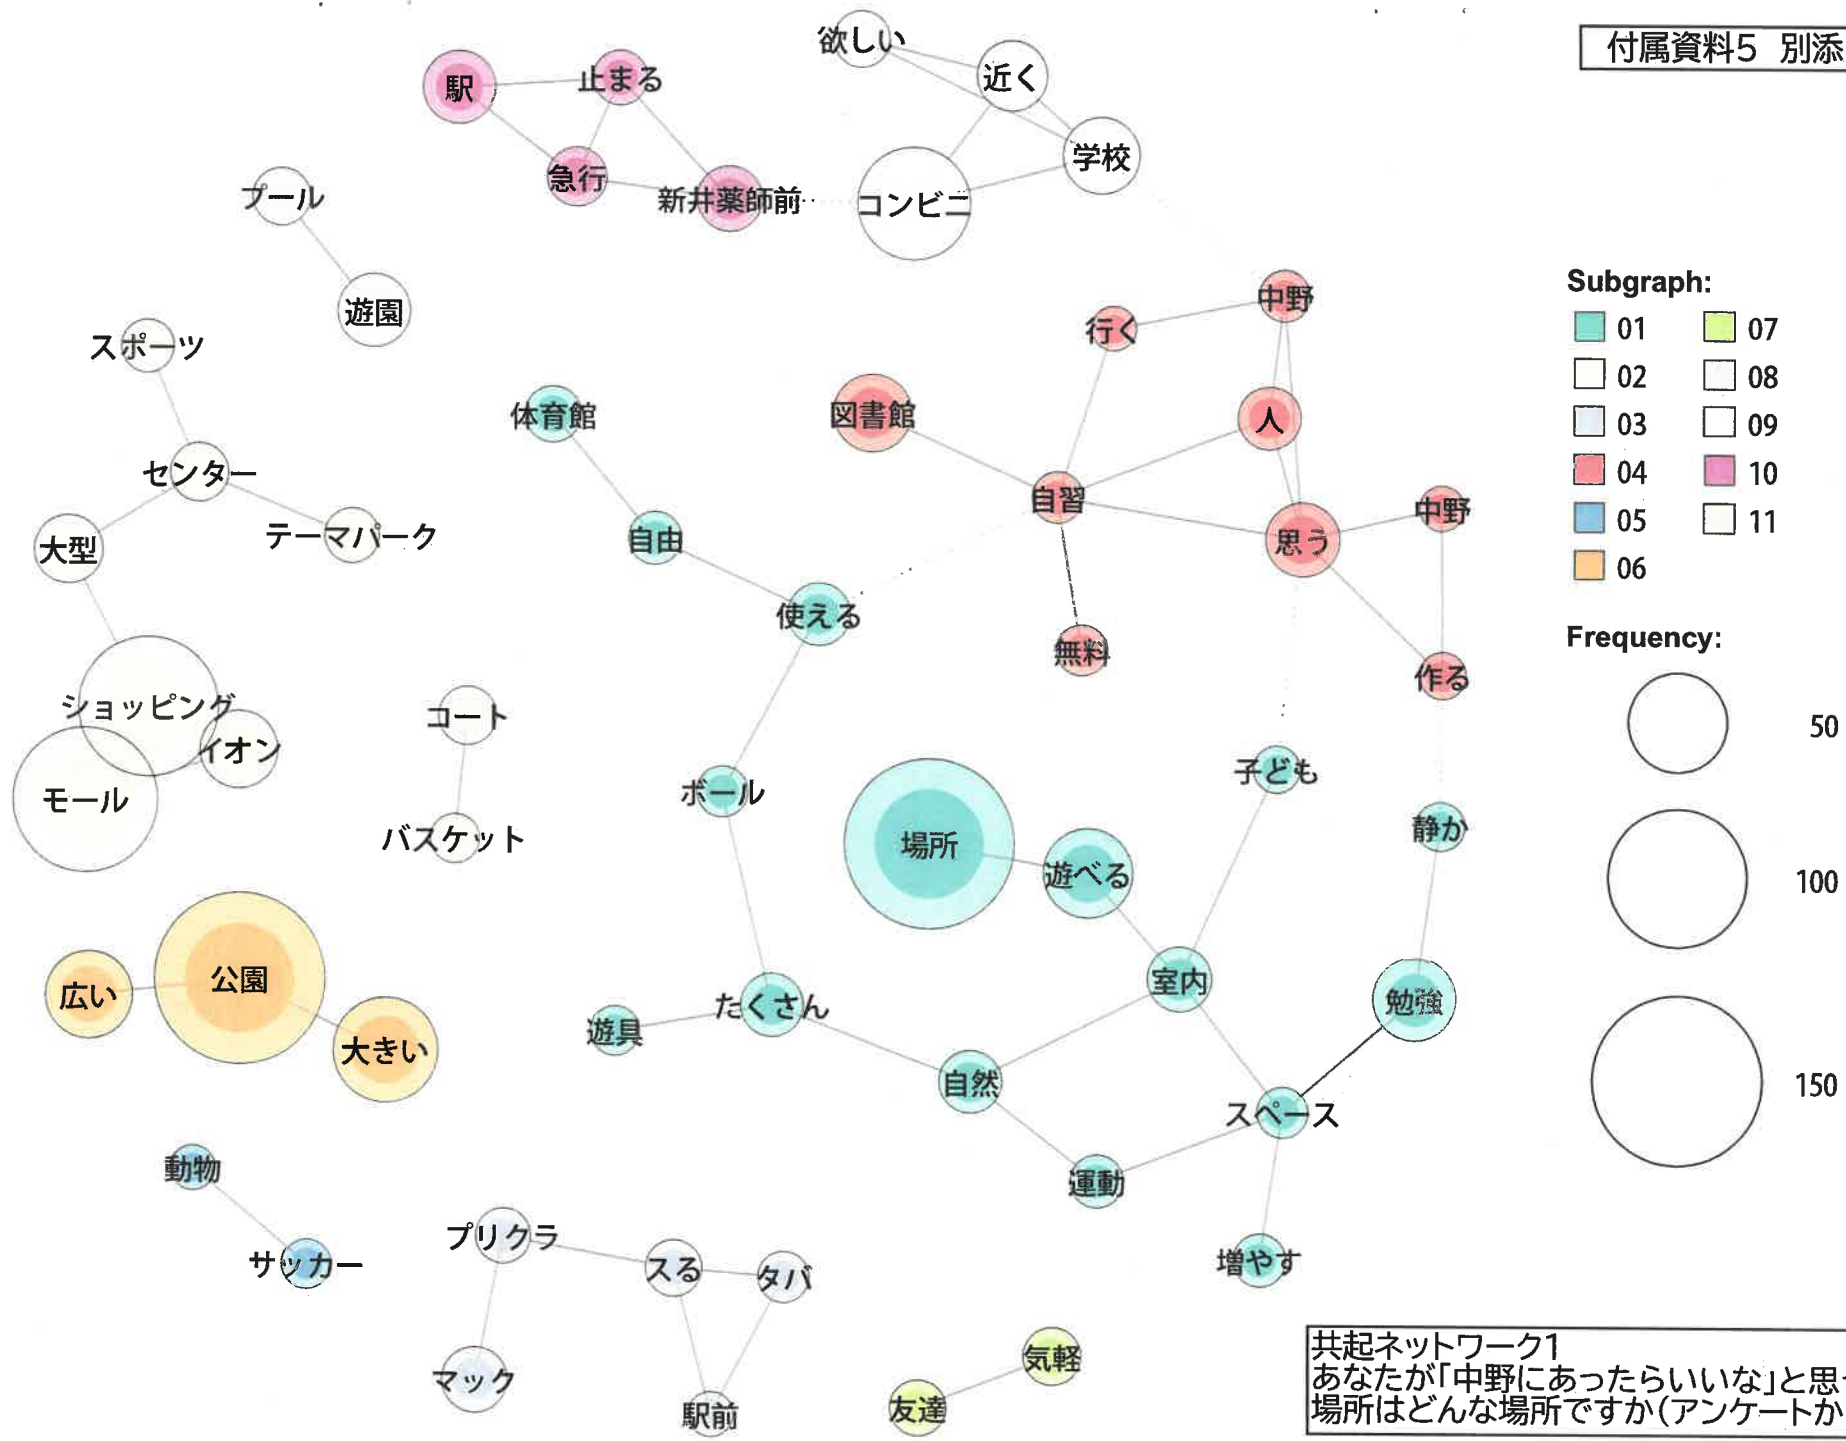 付属資料5 別添
欲しい
近く
駅
止まる
学校
急行
新井薬師前
コンビニ
プール
遊園
Subgraph:
01 07
02 08
03 09
04 10
05 11
06
中野
行く
スポーツ
体育館
図書館
人
センター
自習
中野
テーマパーク
大型
自由
思う
使える
無料
作る
Frequency:
50
100
150
ショッピング
コート
イオン
モール
ボール
子ども
バスケット
場所
遊べる
静か
公園
広い
大きい
室内
勉強
たくさん
遊具
自然
スペース
動物
運動
プリクラ
サッカー
スる
タバ
増やす
マック
気軽
駅前
友達
共起ネットワーク1
あなたが「中野にあったらいいな」と思
場所はどんな場所ですか(アンケートか